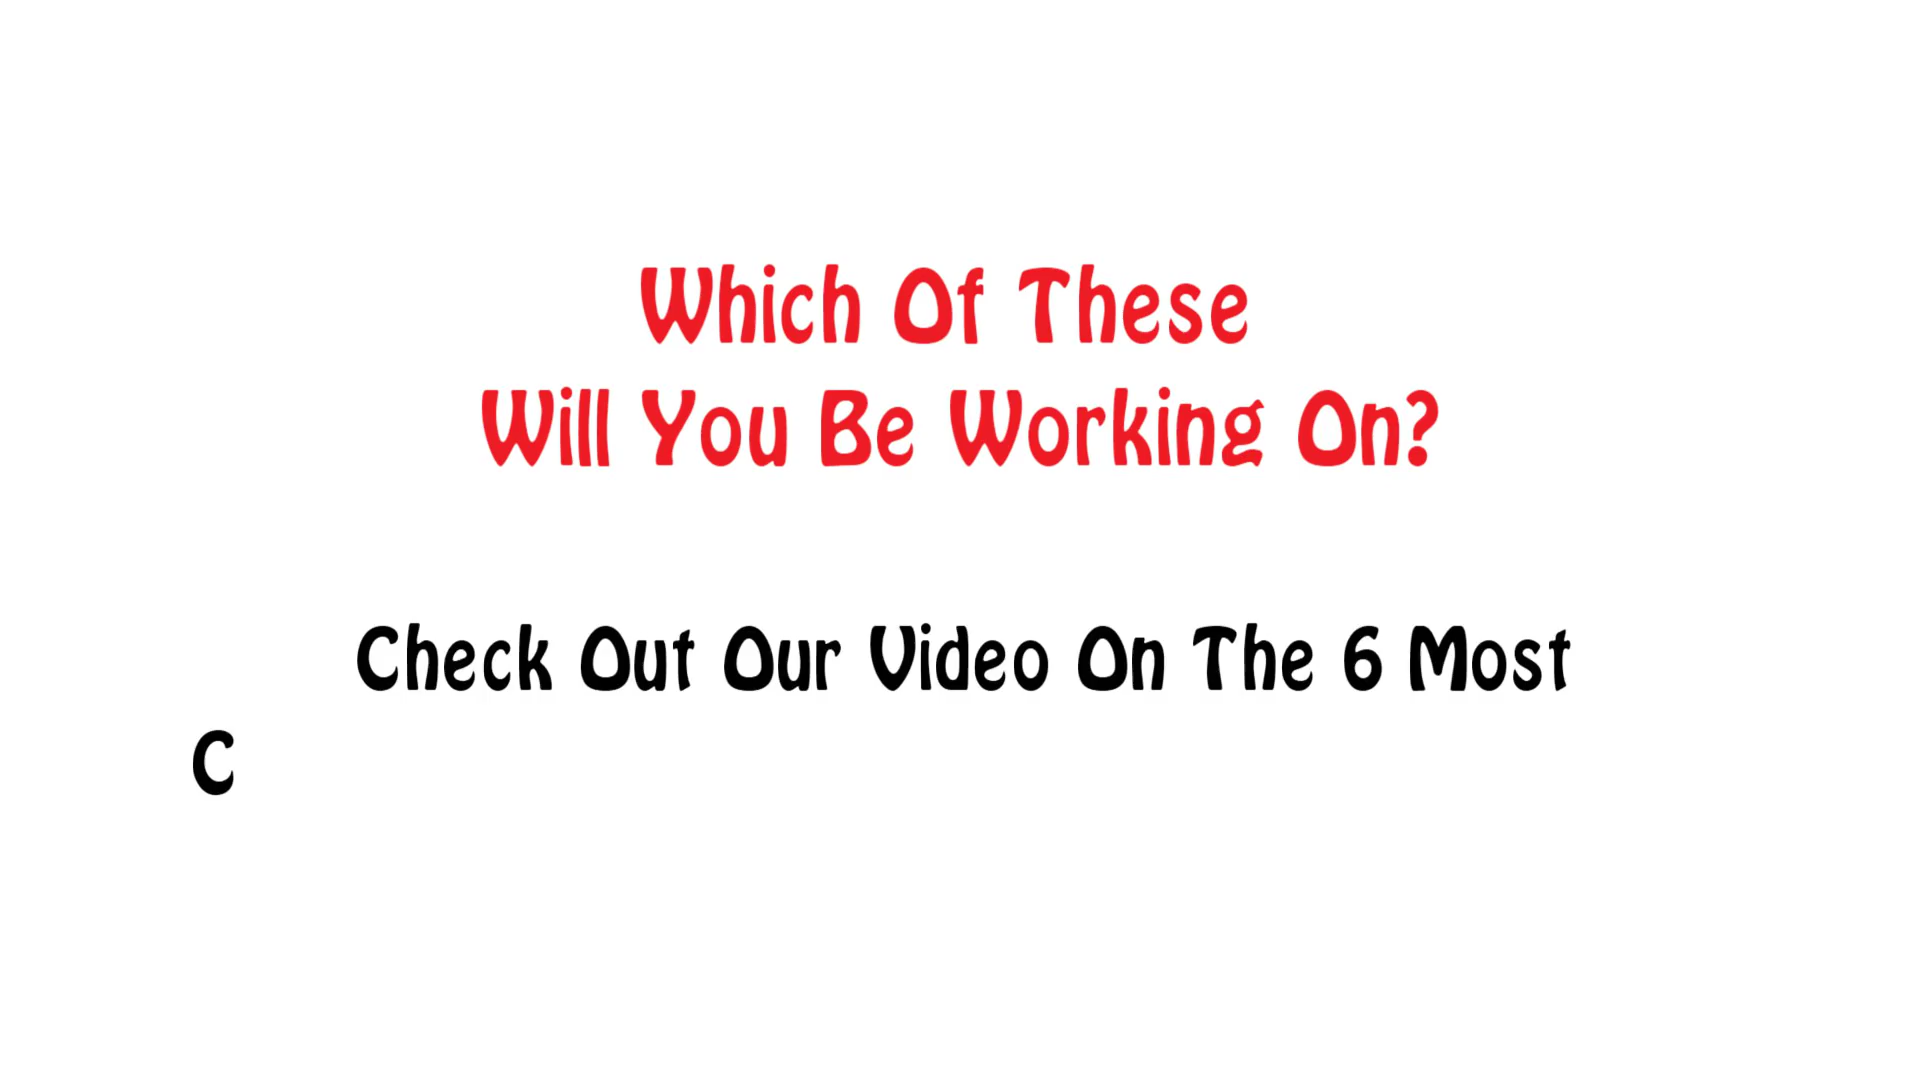 Which Of These
Will You Be Working On?
Check Out Our Video On The 6 Most
C